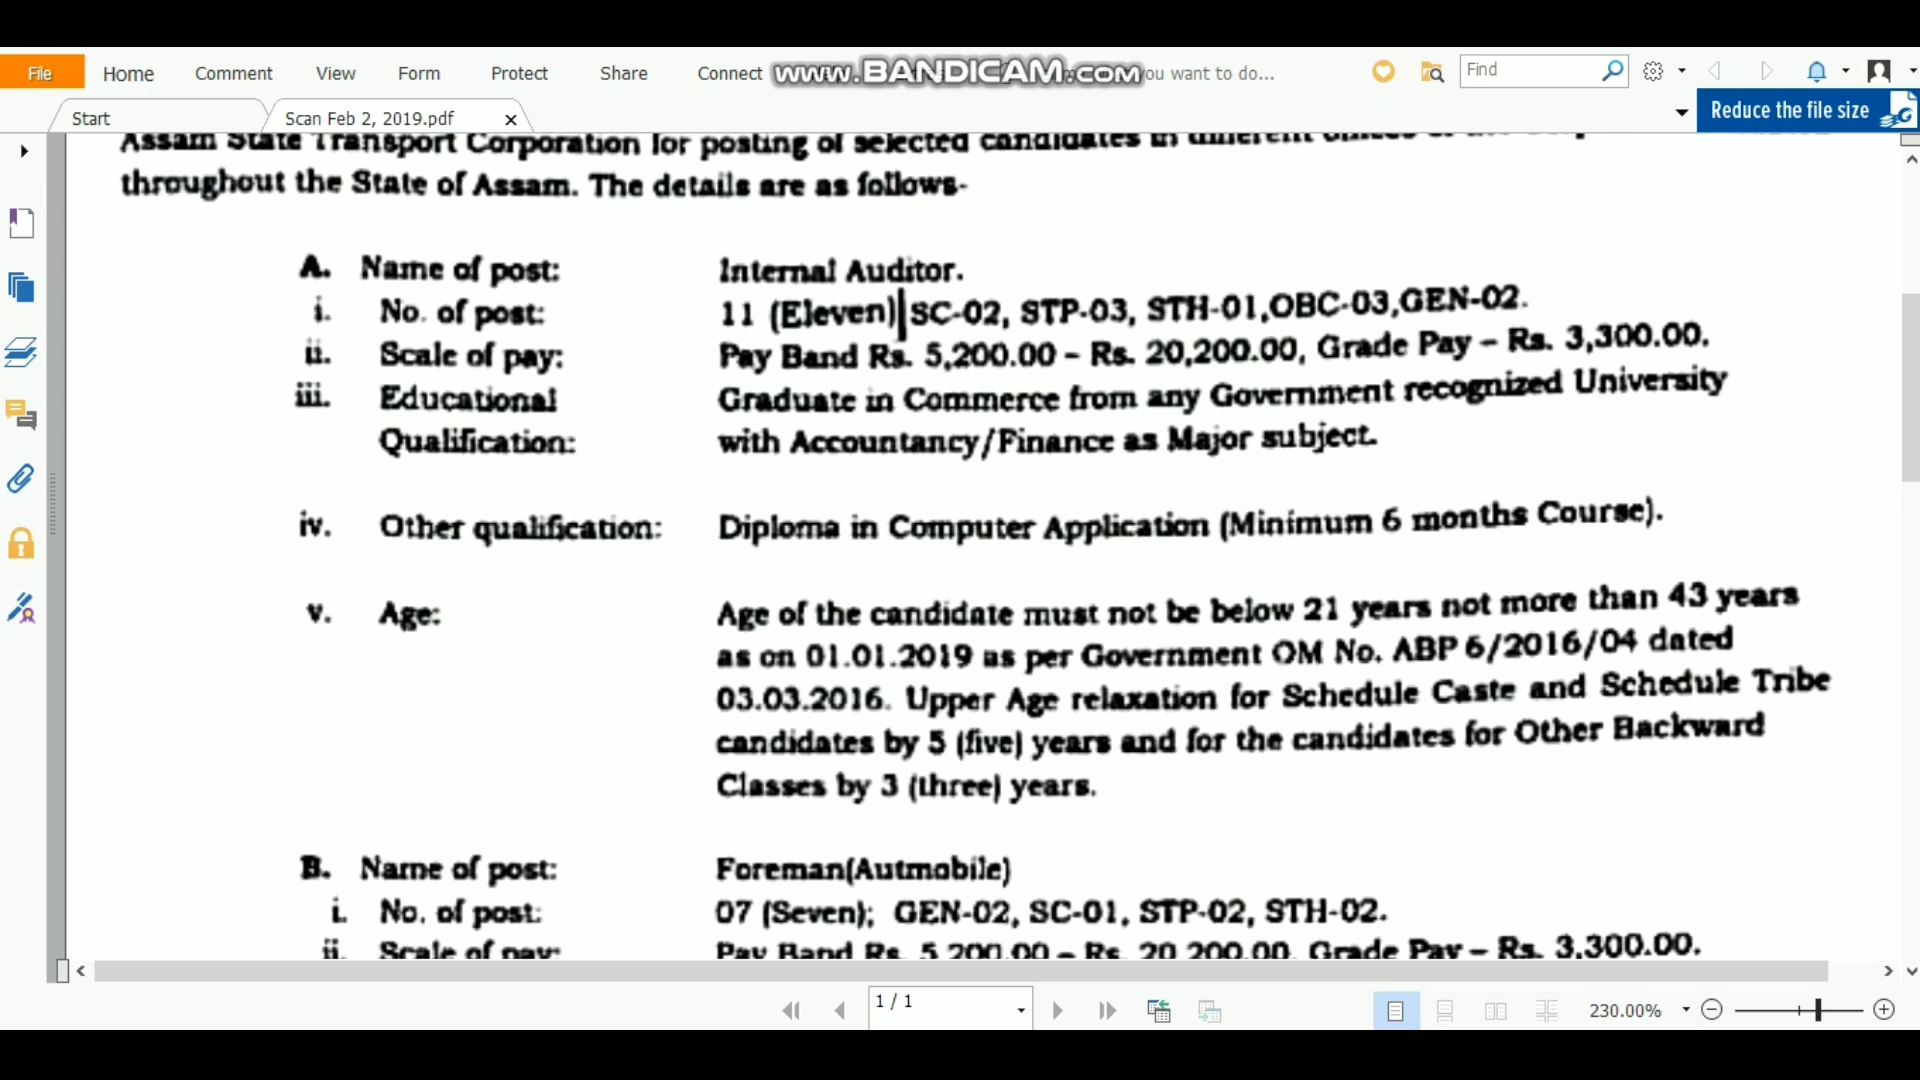 File Home Comment View Form Protect Share Connect www.BANDICAM.com you want to do... Find
Start Scan Feb 2, 2019.pdf Reduce the file size
Assam State Transport Corporation for posting of selected candidates in different
throughout the State of Assam. The details are as follows-
A. Name of post: Internal Auditor.
i. No. of post: 11 (Eleven) SC-02, STP-03, STH-01,OBC-03,GEN-02.
ii. Scale of pay: Pay Band Rs. 5,200.00 – Rs. 20,200.00, Grade Pay – Rs. 3,300.00.
iii. Educational Graduate in Commerce from any Government recognized University
Qualification: with Accountancy/Finance as Major subject.
iv. Other qualification: Diploma in Computer Application (Minimum 6 months Course).
v. Age: Age of the candidate must not be below 21 years not more than 43 years
as on 01.01.2019 as per Government OM No. ABP 6/2016/04 dated
03.03.2016. Upper Age relaxation for Schedule Caste and Schedule Tribe
candidates by 5 (five) years and for the candidates for Other Backward
Classes by 3 (three) years.
B. Name of post: Foreman(Autmobile)
i. No. of post: 07 (Seven); GEN-02, SC-01, STP-02, STH-02.
ii. Scale of pay: Pay Band Rs. 5,200.00 – Rs. 20,200.00, Grade Pay – Rs. 3,300.00.
1 / 1 230.00%